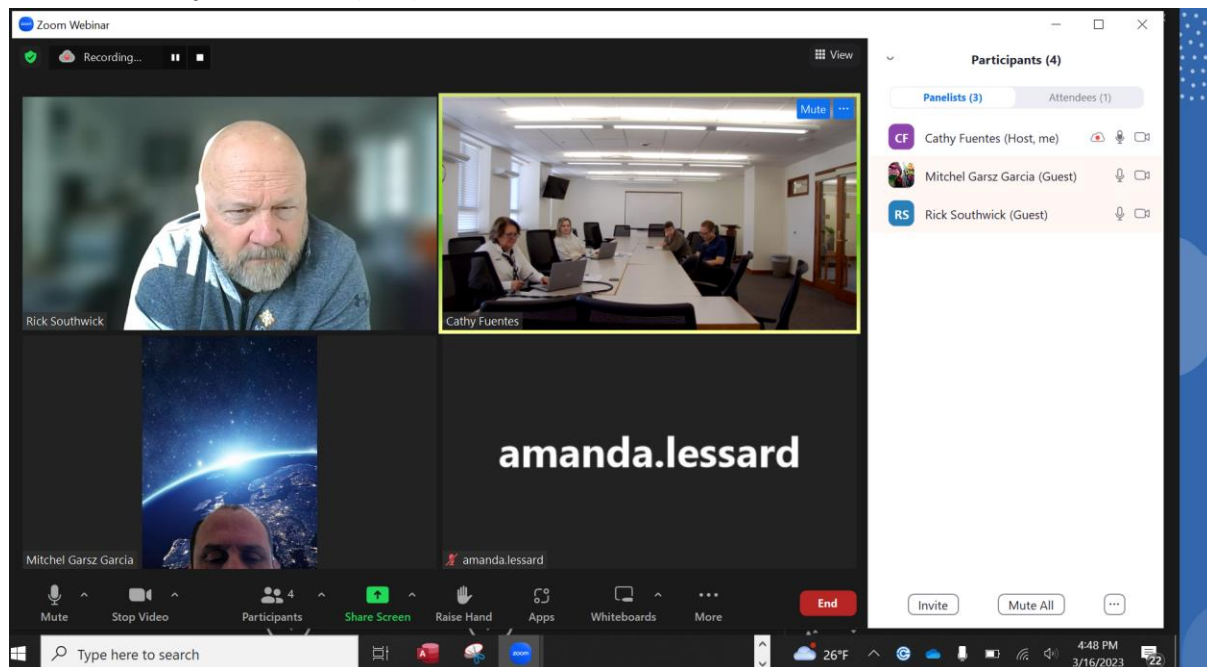 Zoom Webinar
Recording...
View
Mute
Rick Southwick
Cathy Fuentes
Mitchel Garsz Garcia
amanda.lessard
amanda.lessard
Mute
Stop Video
4
Participants
Share Screen
Raise Hand
Apps
Whiteboards
More
End
Participants (4)
Panelists (3)
Attendees (1)
CF Cathy Fuentes (Host, me)
Mitchel Garsz Garcia (Guest)
RS Rick Southwick (Guest)
Invite
Mute All
Type here to search
zoom
26°F
4:48 PM
3/16/2023
22